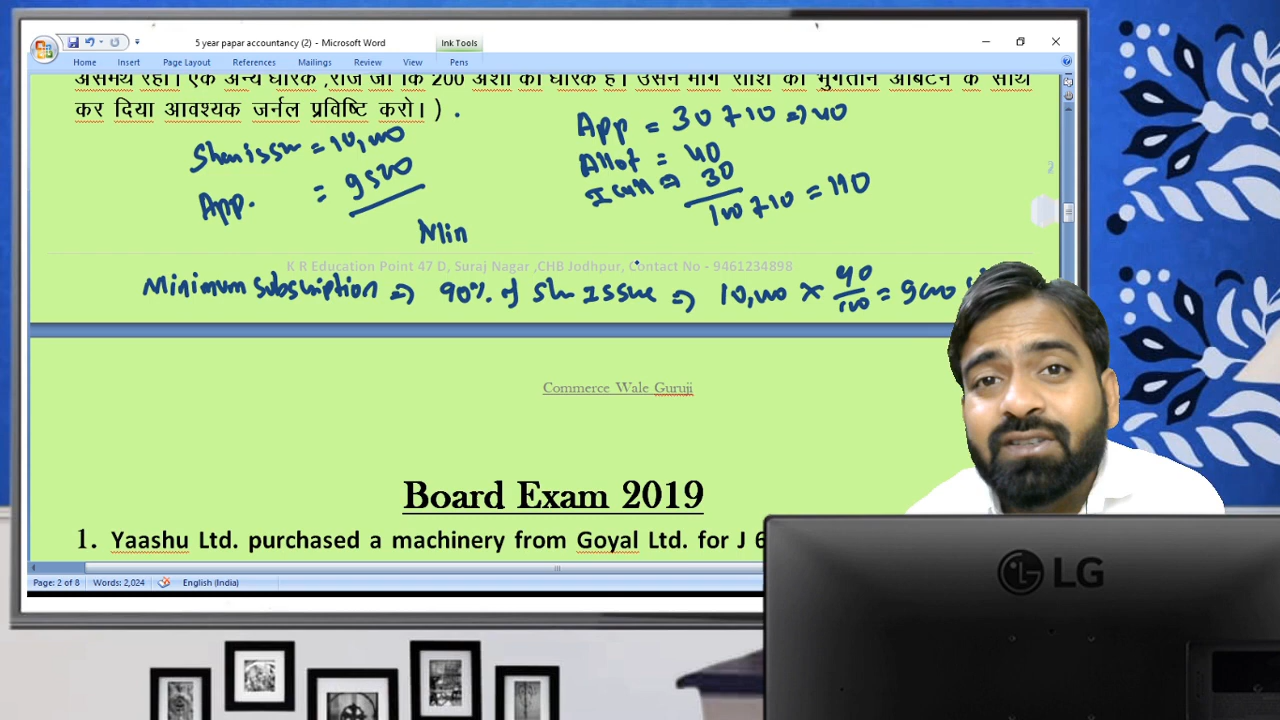 5 year papar accountancy (2) - Microsoft Word
Ink Tools
Home Insert Page Layout References Mailings Review View Pens
असमर्थ रहा। एक अन्य धारक ,राज जो कि 200 अंशों का धारक है। उसने मांग राशि का भुगतान आबंटन के साथ
कर दिया आवश्यक जर्नल प्रविष्टि करो। )
= 10,000
App. = 9500
App = 30+10 ⇒ 40
Allot = 40
I Call ⇒ 30
100+10 = 110
Min
2
K R Education Point 47 D, Suraj Nagar ,CHB Jodhpur, Contact No - 9461234898
Minimum Subscription ⇒ 90% of Issue ⇒ 10,000 × 90/100 = 9000
Commerce Wale Guruji
Board Exam 2019
1. Yaashu Ltd. purchased a machinery from Goyal Ltd. for J 6
Page: 2 of 8 Words: 2,024 English (India)
LG